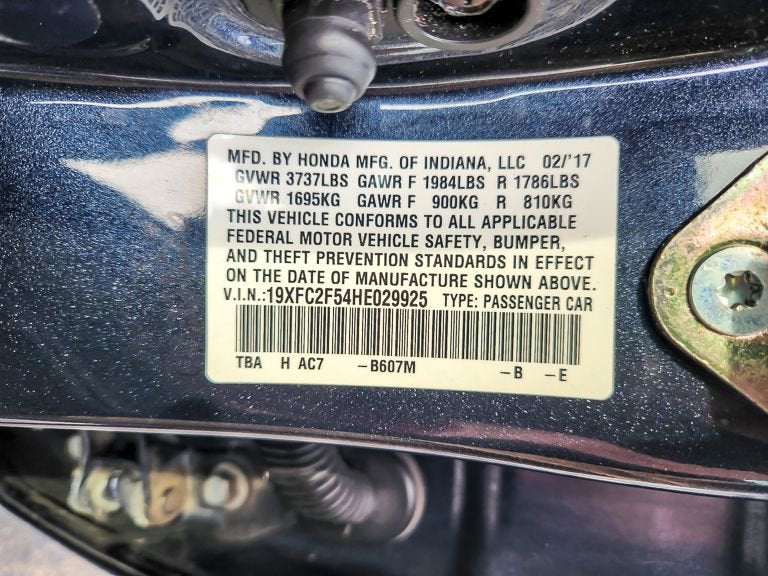 MFD. BY HONDA MFG. OF INDIANA, LLC 02/'17
GVWR 3737LBS GAWR F 1984LBS R 1786LBS
GVWR 1695KG GAWR F 900KG R 810KG
THIS VEHICLE CONFORMS TO ALL APPLICABLE
FEDERAL MOTOR VEHICLE SAFETY, BUMPER,
AND THEFT PREVENTION STANDARDS IN EFFECT
ON THE DATE OF MANUFACTURE SHOWN ABOVE.
V.I.N.:19XFC2F54HE029925 TYPE: PASSENGER CAR
TBA H AC7 -B607M -B -E